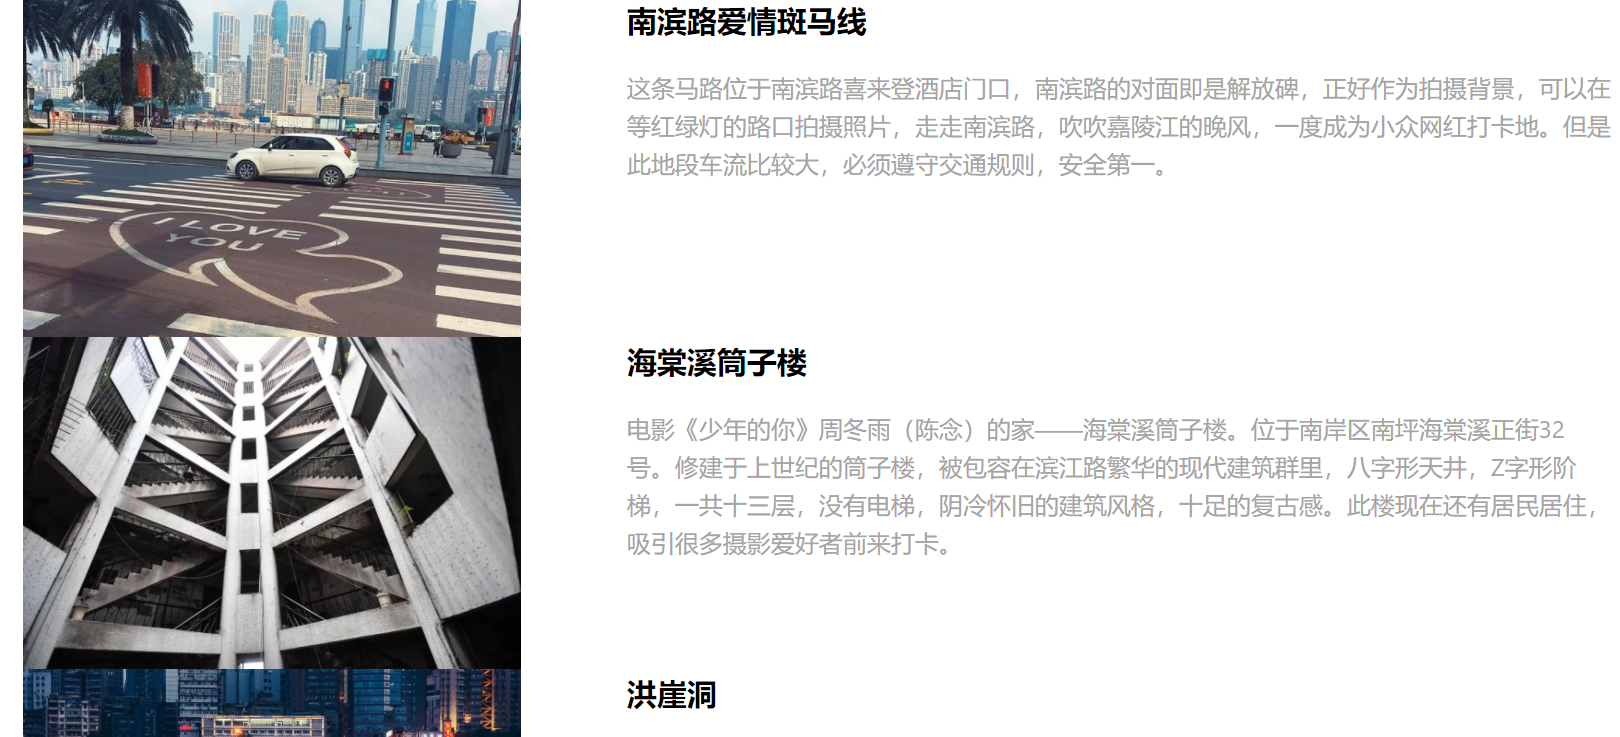 南滨路爱情斑马线
这条马路位于南滨路喜来登酒店门口，南滨路的对面即是解放碑，正好作为拍摄背景，可以在
等红绿灯的路口拍摄照片，走走南滨路，吹吹嘉陵江的晚风，一度成为小众网红打卡地。但是
此地段车流比较大，必须遵守交通规则，安全第一。
I LOVE
YOU
海棠溪筒子楼
电影《少年的你》周冬雨（陈念）的家——海棠溪筒子楼。位于南岸区南坪海棠溪正街32
号。修建于上世纪的筒子楼，被包容在滨江路繁华的现代建筑群里，八字形天井，Z字形阶
梯，一共十三层，没有电梯，阴冷怀旧的建筑风格，十足的复古感。此楼现在还有居民居住，
吸引很多摄影爱好者前来打卡。
洪崖洞